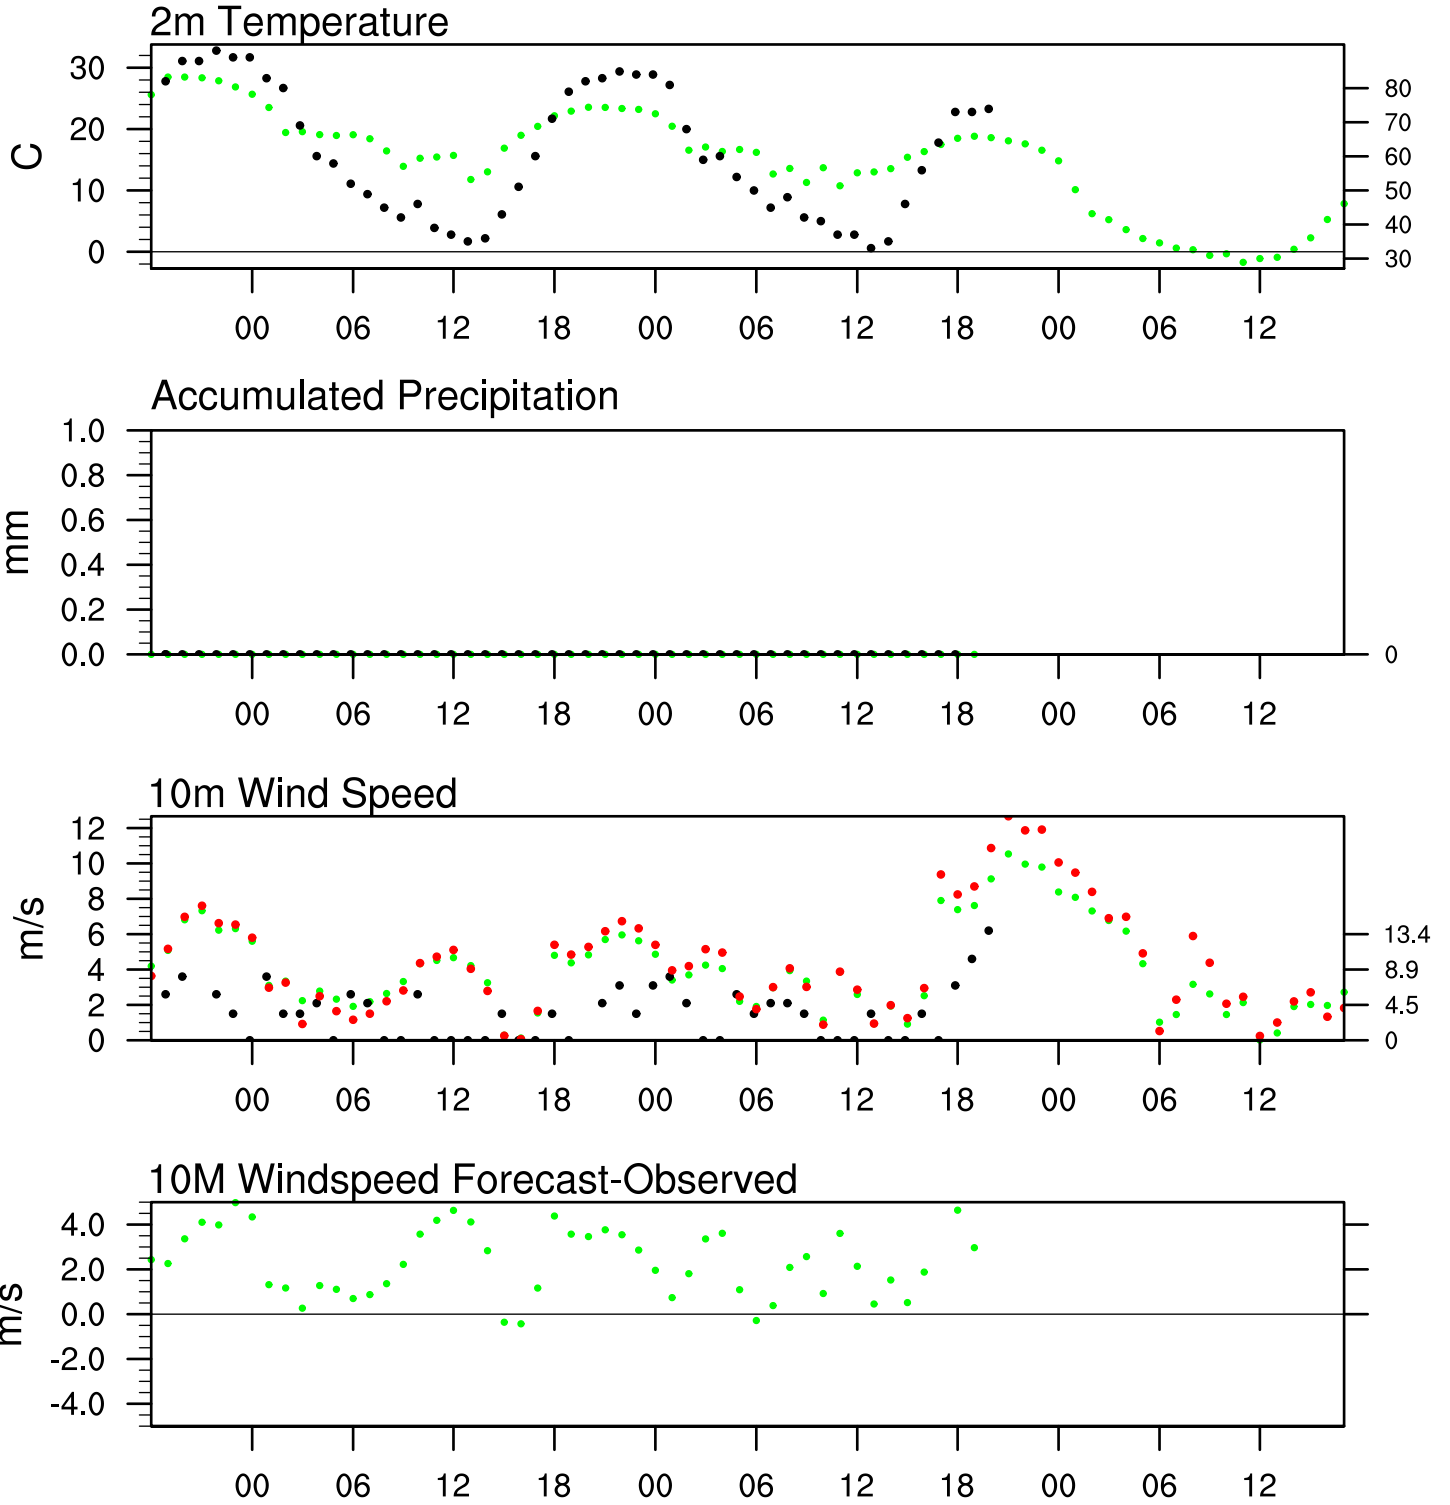 2m Temperature
C
30
20
10
0
80
70
60
50
40
30
00 06 12 18 00 06 12 18 00 06 12
Accumulated Precipitation
mm
1.0
0.8
0.6
0.4
0.2
0.0
0
00 06 12 18 00 06 12 18 00 06 12
10m Wind Speed
m/s
12
10
8
6
4
2
0
13.4
8.9
4.5
0
00 06 12 18 00 06 12 18 00 06 12
10M Windspeed Forecast-Observed
m/s
4.0
2.0
0.0
-2.0
-4.0
00 06 12 18 00 06 12 18 00 06 12